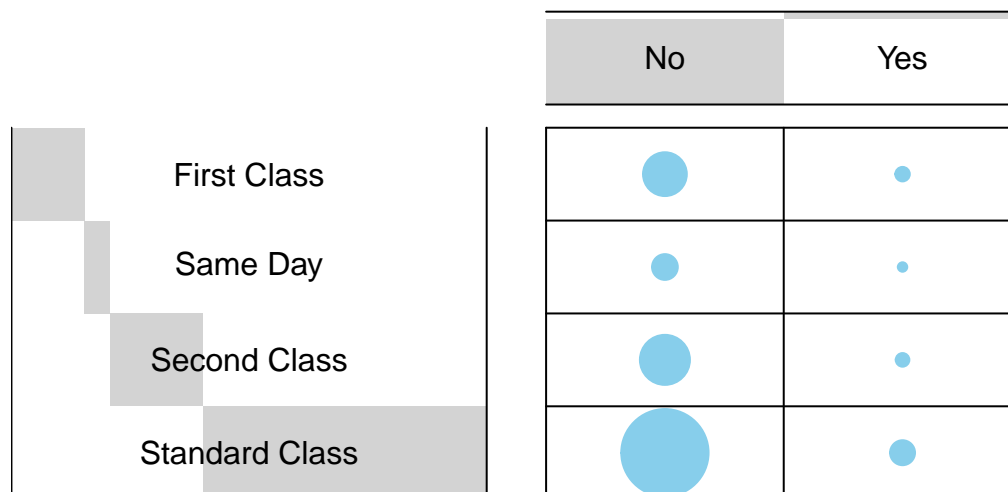 No Yes
First Class
Same Day
Second Class
Standard Class